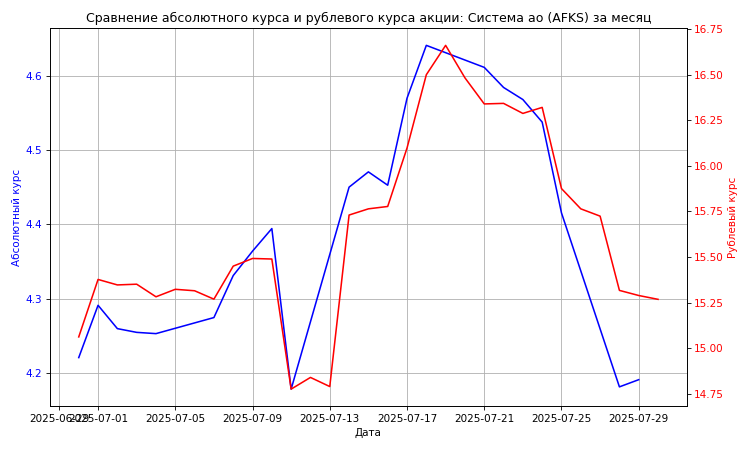 Сравнение абсолютного курса и рублевого курса акции: Система ао (AFKS) за месяц
16.75
4.6
16.50
16.25
4.5
16.00
Абсолютный курс
Рублевый курс
4.4
15.75
15.50
4.3
15.25
15.00
4.2
14.75
2025-06-29 2025-07-01 2025-07-05 2025-07-09 2025-07-13 2025-07-17 2025-07-21 2025-07-25 2025-07-29
Дата